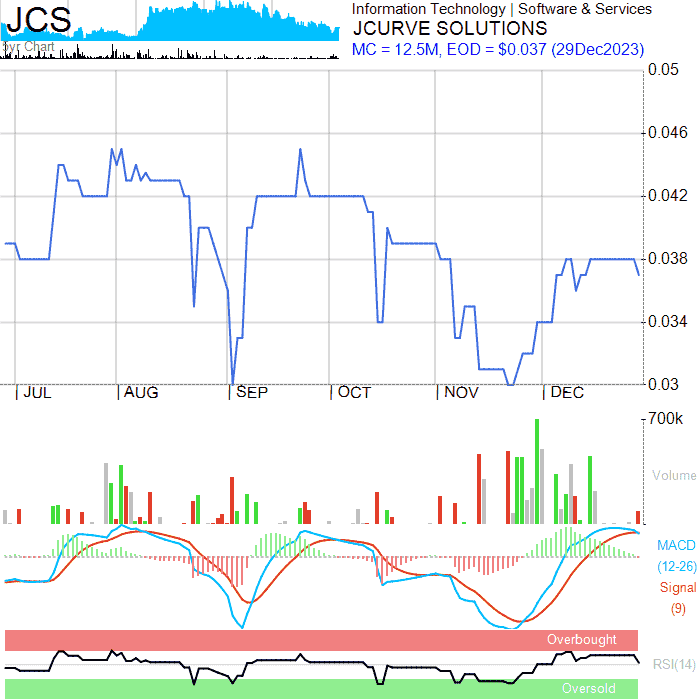 JCS
5yr Chart
Information Technology | Software & Services
JCURVE SOLUTIONS
MC = 12.5M, EOD = $0.037 (29Dec2023)
0.05
0.046
0.042
0.038
0.034
0.03
JUL AUG SEP OCT NOV DEC
700k
Volume
MACD
(12-26)
Signal
(9)
Overbought
RSI(14)
Oversold